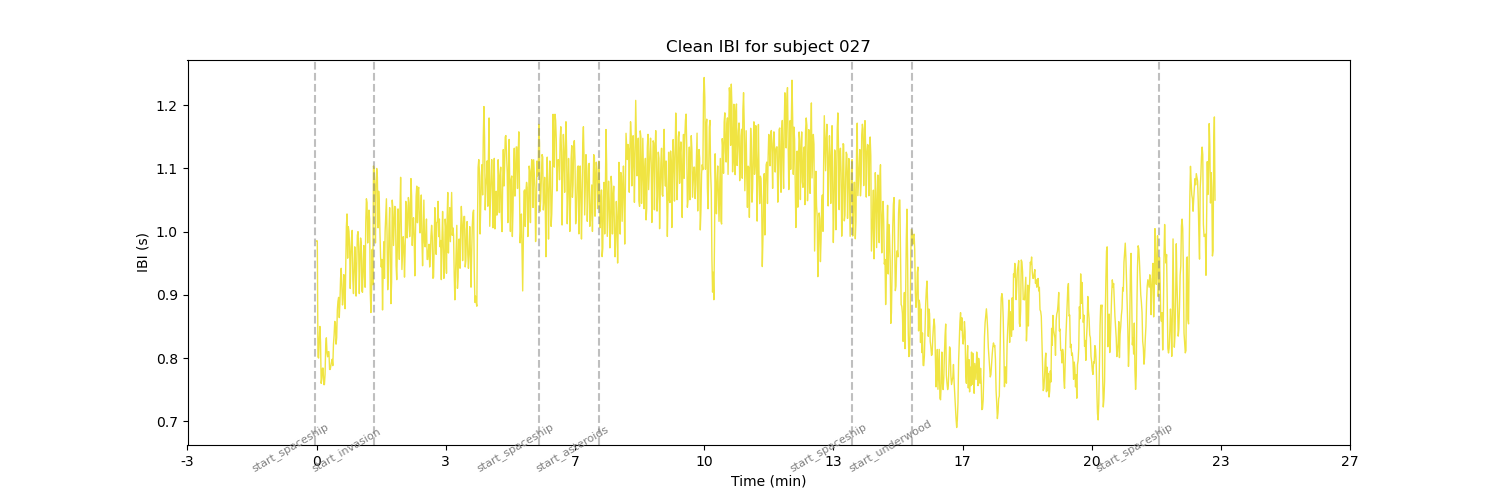 Clean IBI for subject 027
IBI (s)
1.2
1.1
1.0
0.9
0.8
0.7
start_spaceship
start_invasion
start_spaceship
start_asteroids
start_spaceship
start_underwood
start_spaceship
-3 0 3 7 10 13 17 20 23 27
Time (min)